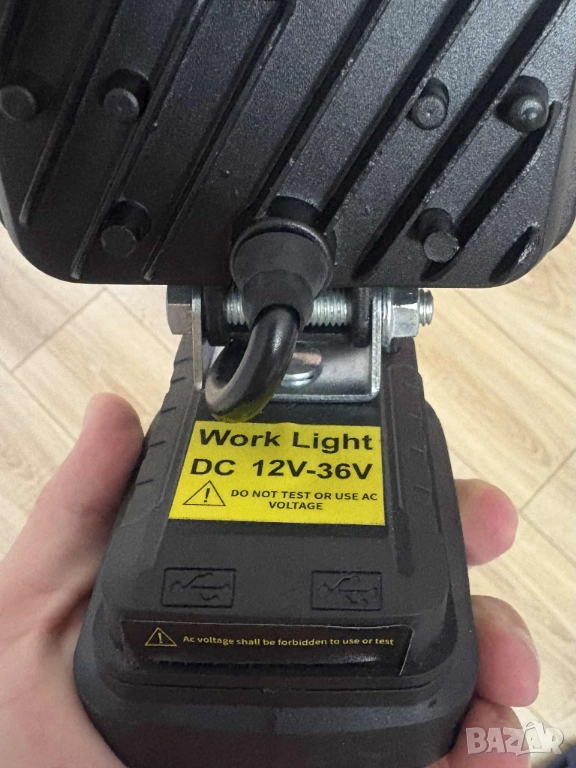 Work Light
DC 12V-36V
DO NOT TEST OR USE AC
VOLTAGE
Ac voltage shall be forbidden to use or test
BAZAR